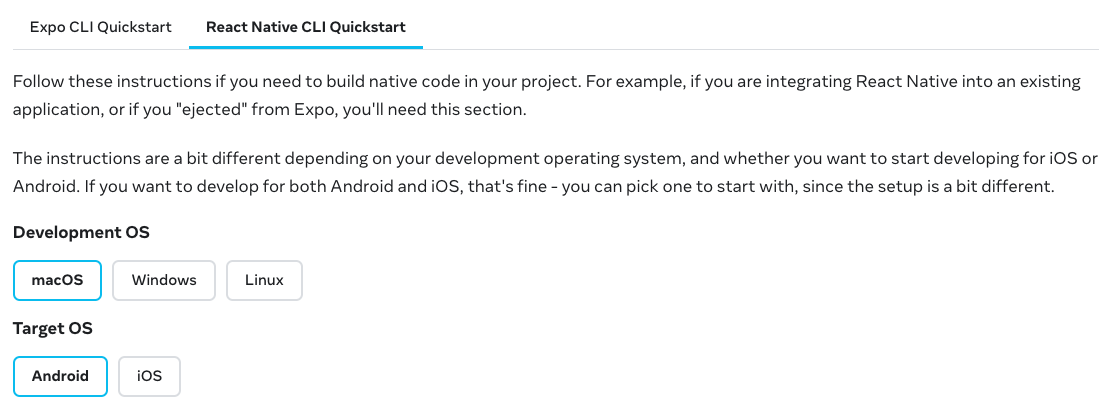 Expo CLI Quickstart React Native CLI Quickstart
Follow these instructions if you need to build native code in your project. For example, if you are integrating React Native into an existing
application, or if you "ejected" from Expo, you'll need this section.
The instructions are a bit different depending on your development operating system, and whether you want to start developing for iOS or
Android. If you want to develop for both Android and iOS, that's fine - you can pick one to start with, since the setup is a bit different.
Development OS
macOS Windows Linux
Target OS
Android iOS